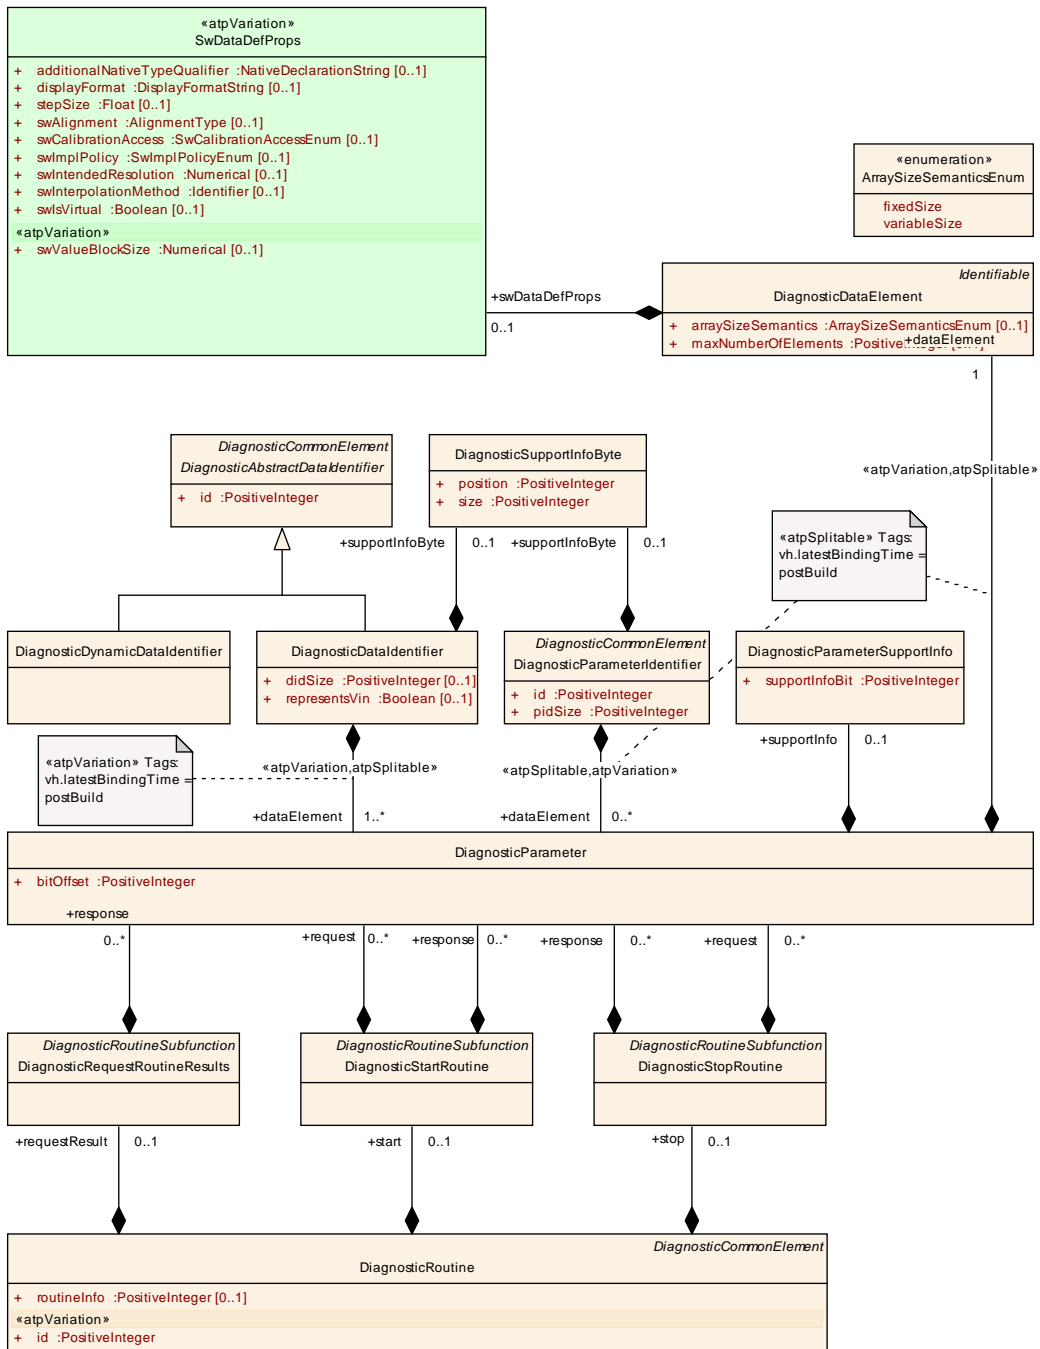 «atpVariation»
SwDataDefProps
+ additionalNativeTypeQualifier :NativeDeclarationString [0..1]
+ displayFormat :DisplayFormatString [0..1]
+ stepSize :Float [0..1]
+ swAlignment :AlignmentType [0..1]
+ swCalibrationAccess :SwCalibrationAccessEnum [0..1]
+ swImplPolicy :SwImplPolicyEnum [0..1]
+ swIntendedResolution :Numerical [0..1]
+ swInterpolationMethod :Identifier [0..1]
+ swIsVirtual :Boolean [0..1]
«atpVariation»
+ swValueBlockSize :Numerical [0..1]
«enumeration»
ArraySizeSemanticsEnum
fixedSize
variableSize
Identifiable
DiagnosticDataElement
+ arraySizeSemantics :ArraySizeSemanticsEnum [0..1]
+ maxNumberOfElements :PositiveInteger [0..1]
+swDataDefProps
0..1
+dataElement
1
«atpVariation,atpSplitable»
DiagnosticCommonElement
DiagnosticAbstractDataIdentifier
+ id :PositiveInteger
DiagnosticSupportInfoByte
+ position :PositiveInteger
+ size :PositiveInteger
+supportInfoByte 0..1
+supportInfoByte 0..1
«atpSplitable» Tags:
vh.latestBindingTime =
postBuild
DiagnosticDynamicDataIdentifier
DiagnosticDataIdentifier
+ didSize :PositiveInteger [0..1]
+ representsVin :Boolean [0..1]
DiagnosticCommonElement
DiagnosticParameterIdentifier
+ id :PositiveInteger
+ pidSize :PositiveInteger
DiagnosticParameterSupportInfo
+ supportInfoBit :PositiveInteger
+supportInfo 0..1
«atpVariation» Tags:
vh.latestBindingTime =
postBuild
«atpVariation,atpSplitable»
«atpSplitable,atpVariation»
+dataElement 1..*
+dataElement 0..*
DiagnosticParameter
+ bitOffset :PositiveInteger
+response
0..*
+request 0..*
+response 0..*
+response 0..*
+request 0..*
DiagnosticRoutineSubfunction
DiagnosticRequestRoutineResults
DiagnosticRoutineSubfunction
DiagnosticStartRoutine
DiagnosticRoutineSubfunction
DiagnosticStopRoutine
+requestResult 0..1
+start 0..1
+stop 0..1
DiagnosticCommonElement
DiagnosticRoutine
+ routineInfo :PositiveInteger [0..1]
«atpVariation»
+ id :PositiveInteger